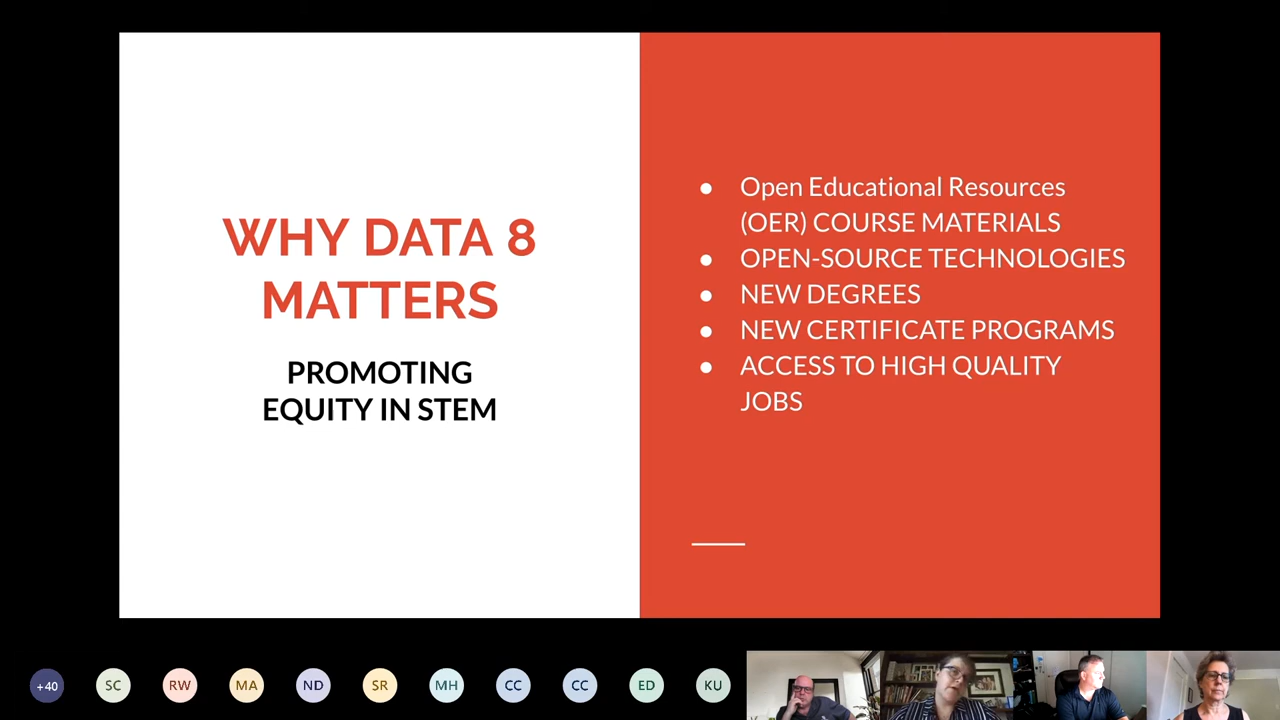 WHY DATA 8
MATTERS
PROMOTING
EQUITY IN STEM
● Open Educational Resources
(OER) COURSE MATERIALS
● OPEN-SOURCE TECHNOLOGIES
● NEW DEGREES
● NEW CERTIFICATE PROGRAMS
● ACCESS TO HIGH QUALITY
JOBS
+40 SC RW MA ND SR MH CC CC ED KU